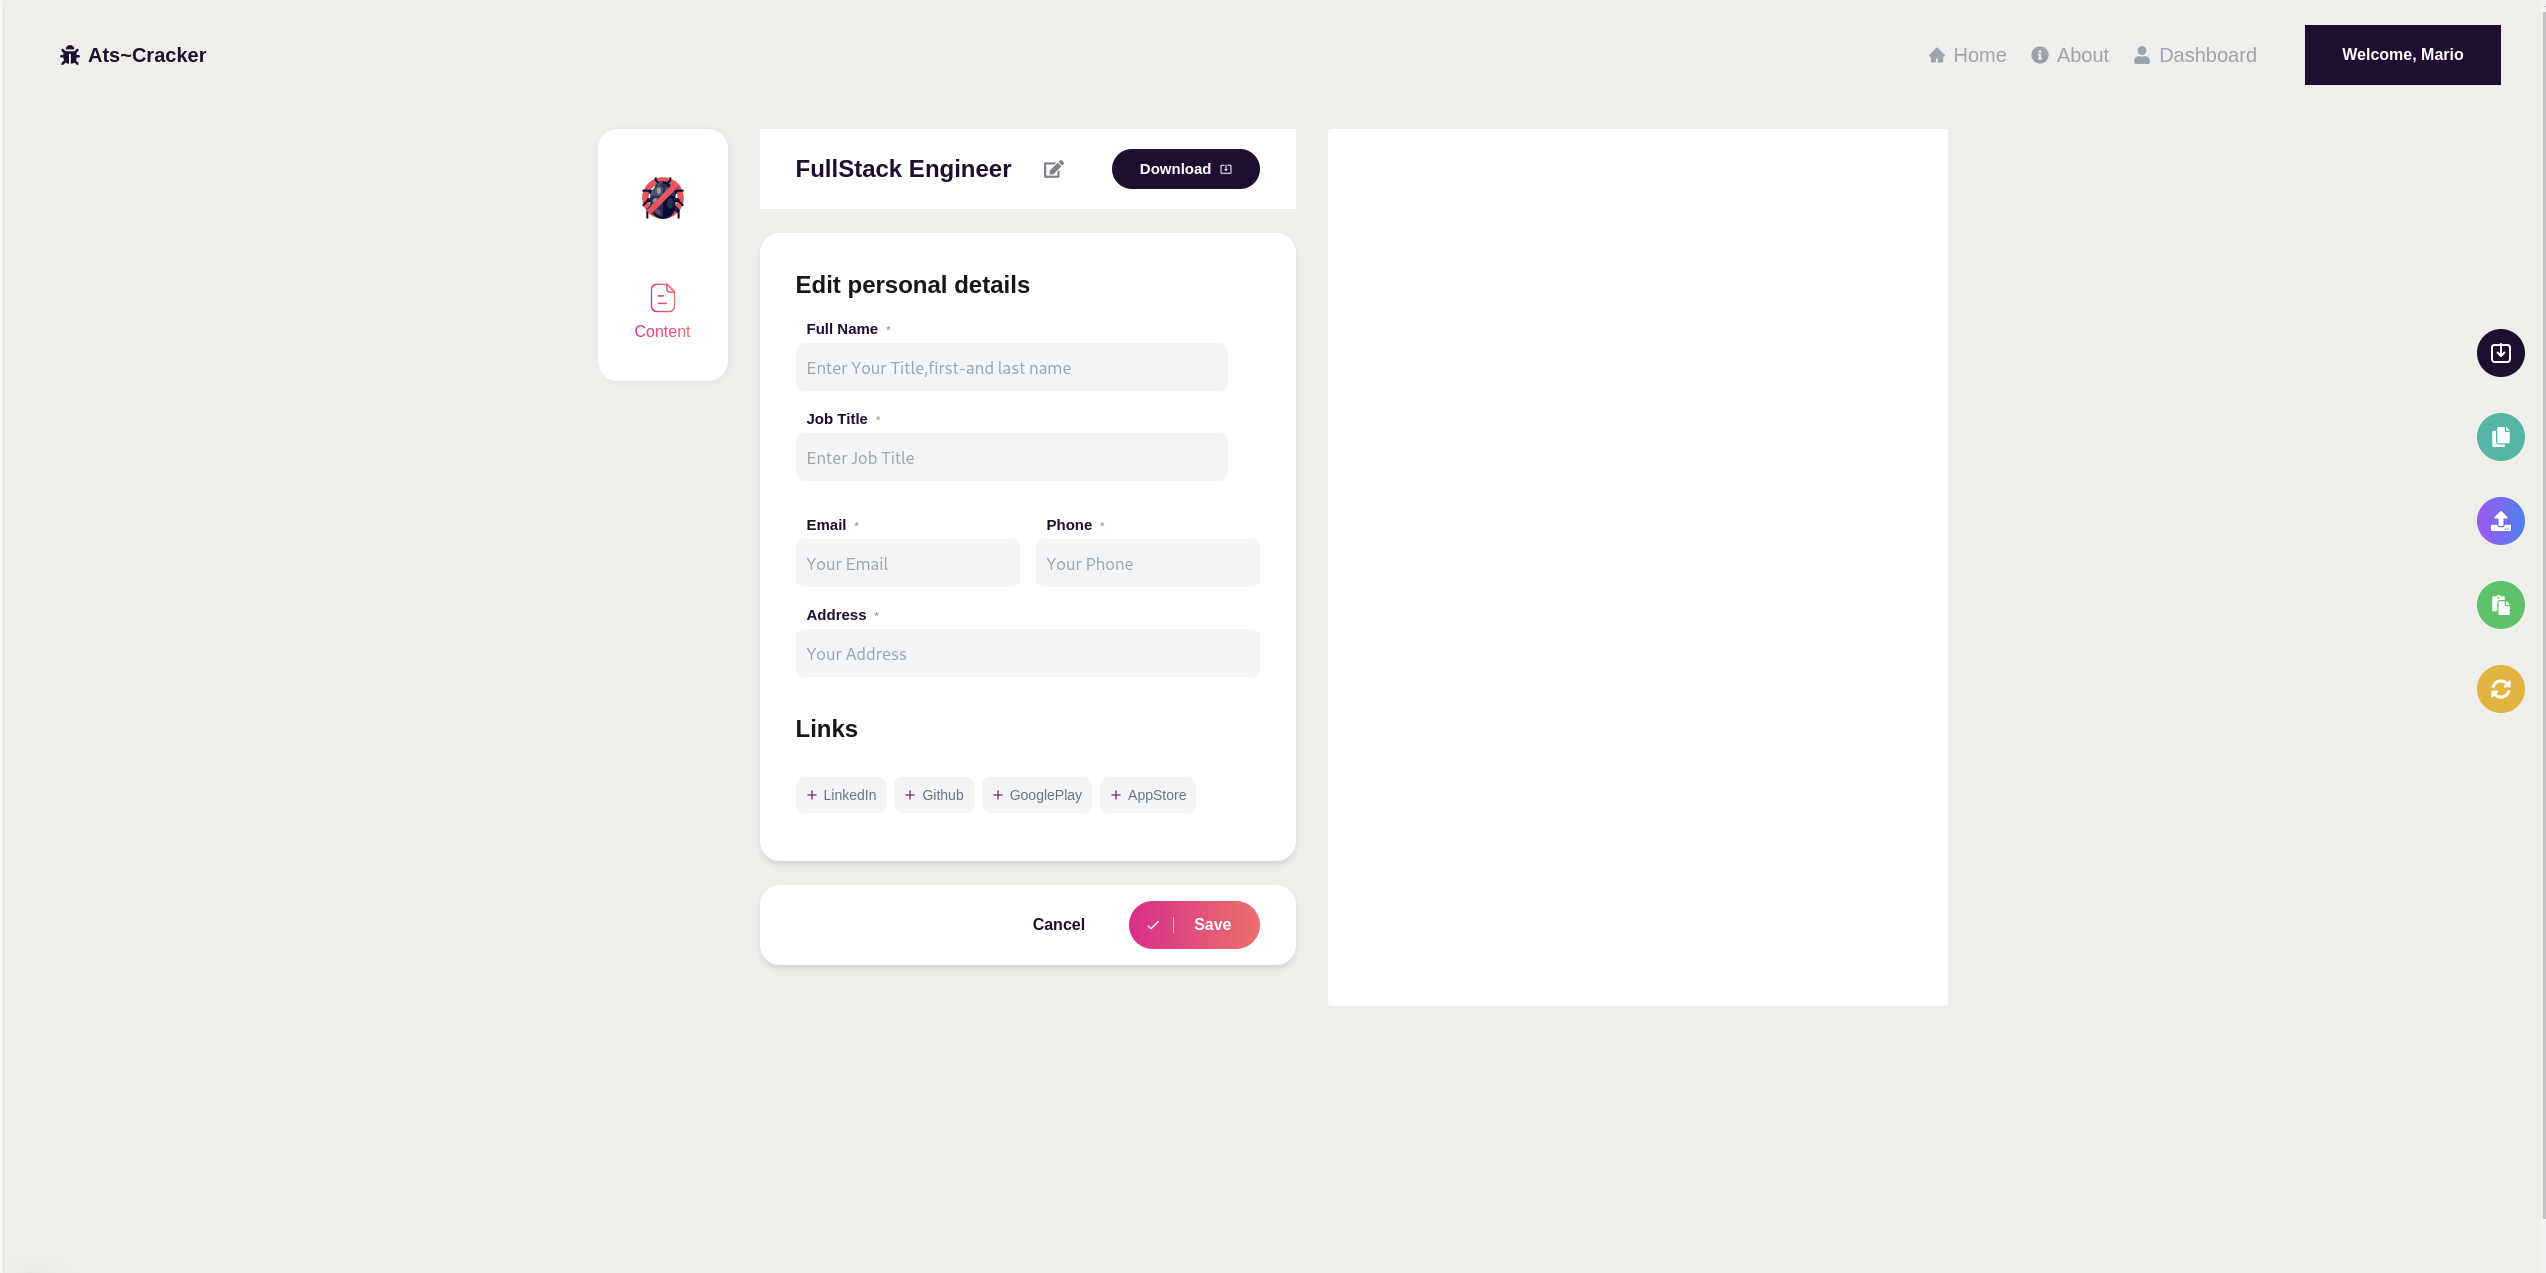 Ats~Cracker
Home About Dashboard Welcome, Mario
FullStack Engineer Download
Content
Edit personal details
Full Name *
Enter Your Title,first-and last name
Job Title *
Enter Job Title
Email * Phone *
Your Email Your Phone
Address *
Your Address
Links
+ LinkedIn + Github + GooglePlay + AppStore
Cancel Save